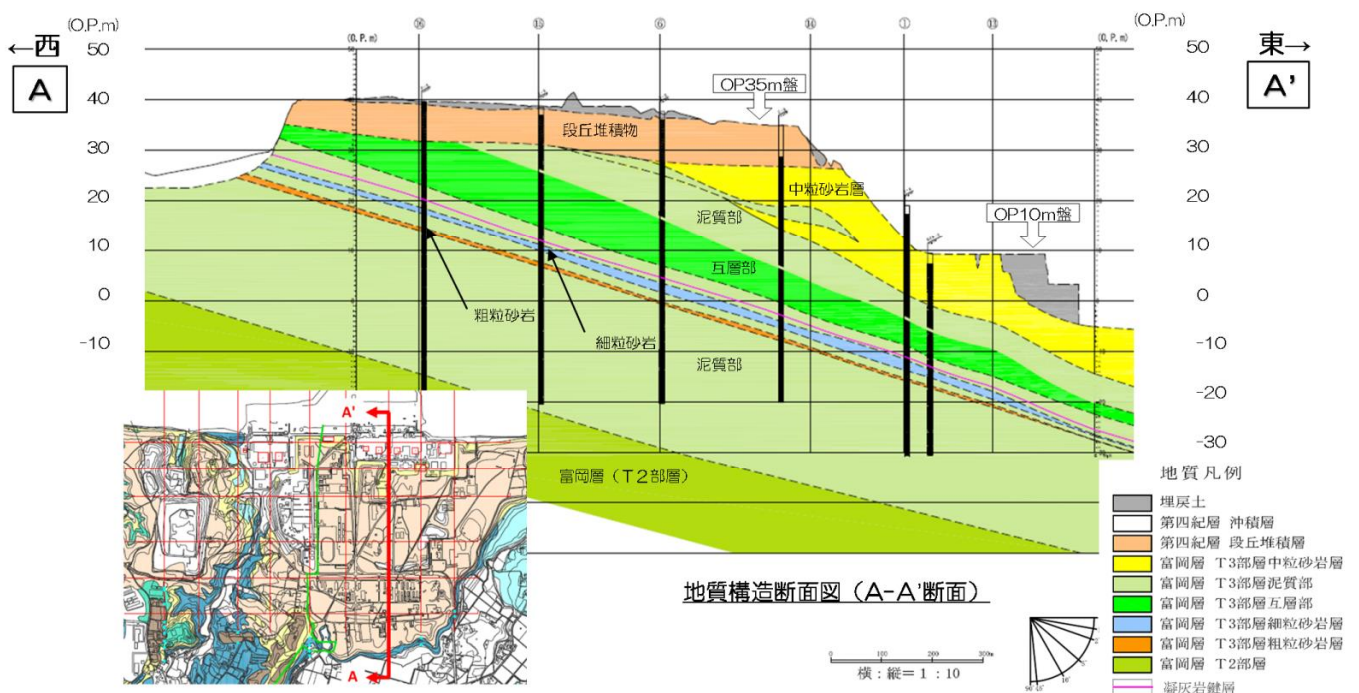 (O.P.m)
(O.P.m)
←西
東→
A
A'
50
40
30
20
10
0
-10
50
40
30
20
10
0
-10
-20
-30
(O.P.m)
(O.P.m)
⑥
①
OP35m盤
段丘堆積物
中粒砂岩層
泥質部
OP10m盤
互層部
粗粒砂岩
細粒砂岩
泥質部
富岡層（T2部層）
A'
A
地質構造断面図（A-A'断面）
0 100 200 300m
横：縦＝1：10
地質凡例
埋戻土
第四紀層 沖積層
第四紀層 段丘堆積層
富岡層 T3部層中粒砂岩層
富岡層 T3部層泥質部
富岡層 T3部層互層部
富岡層 T3部層細粒砂岩層
富岡層 T3部層粗粒砂岩層
富岡層 T2部層
凝灰岩鍵層